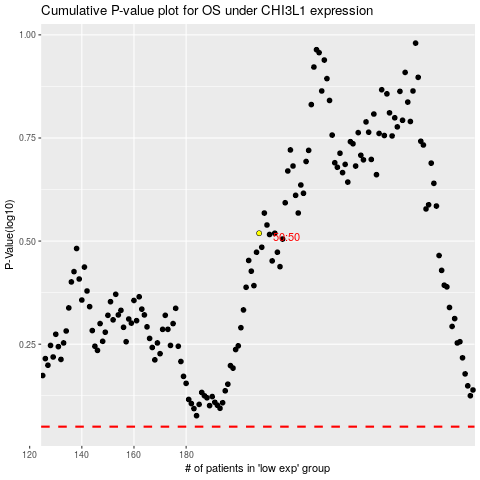 Cumulative P-value plot for OS under CHI3L1 expression
P-Value(log10)
1.00
0.75
0.50
0.25
50:50
120 140 160 180
# of patients in 'low exp' group